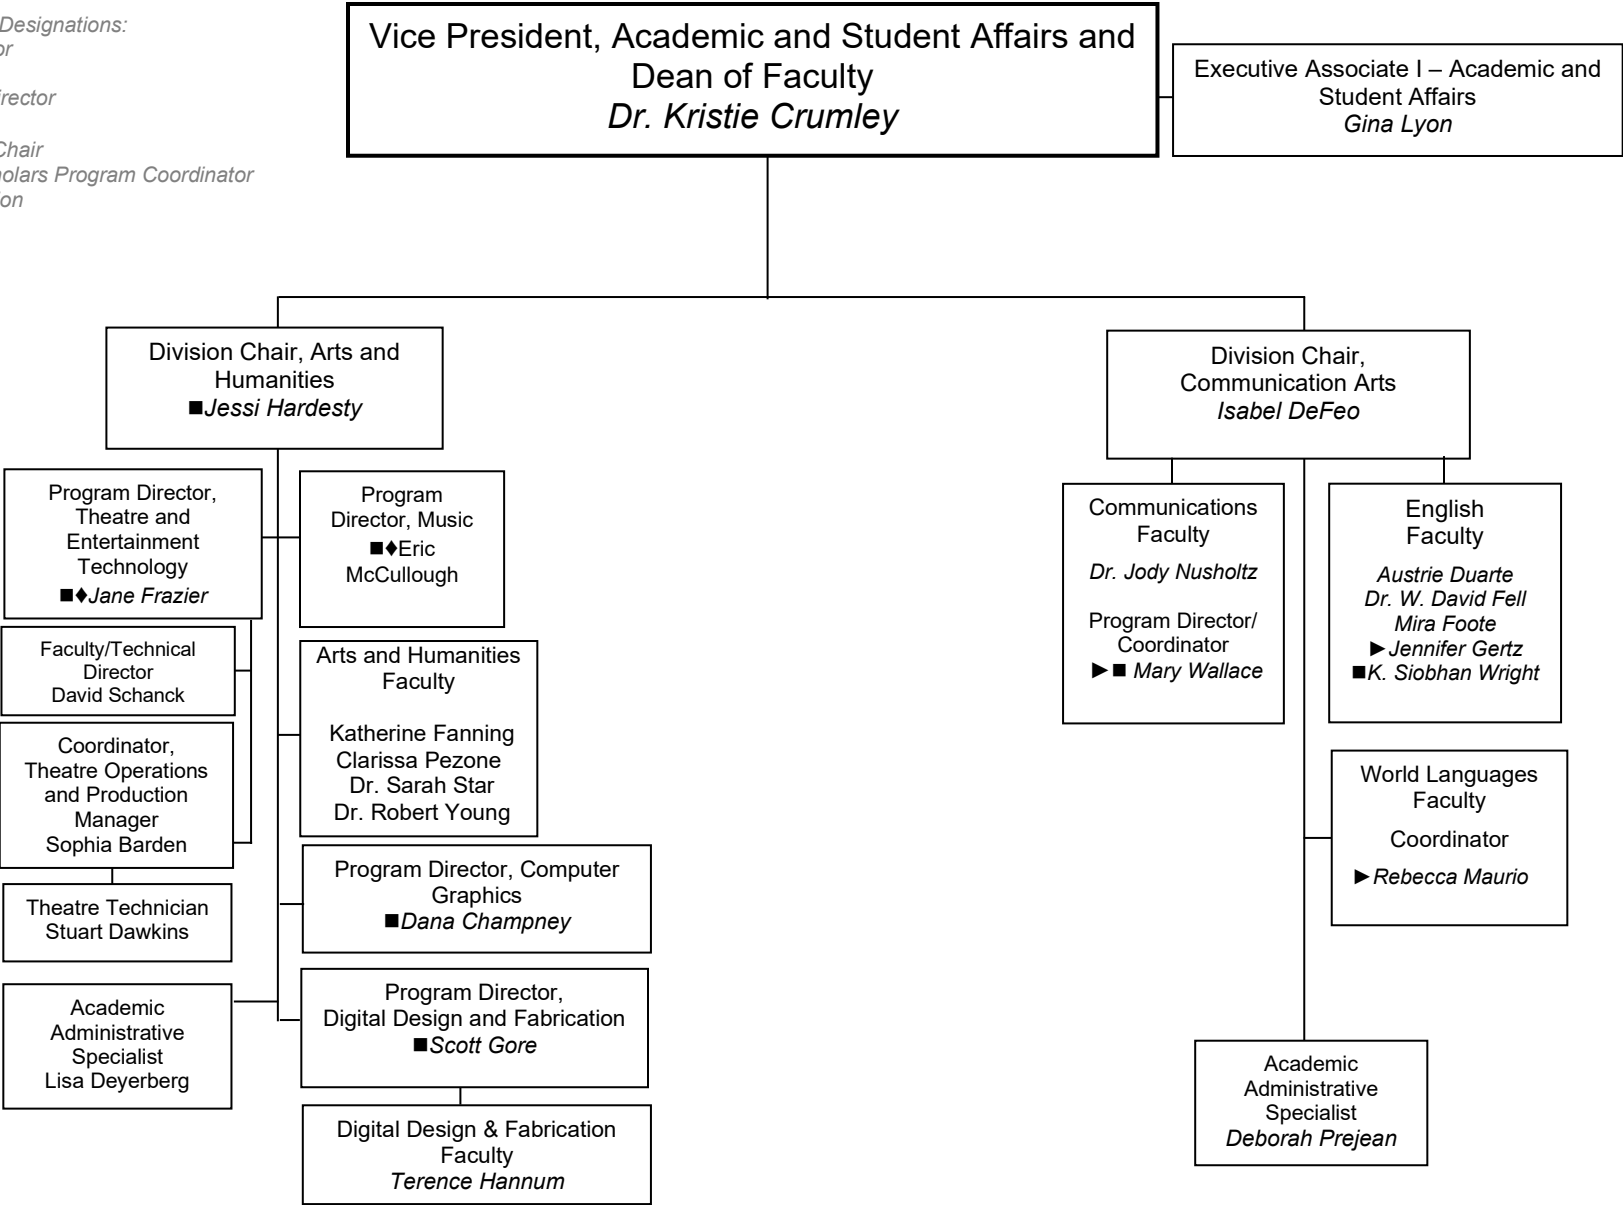 Designations:
or
irector
Chair
olars Program Coordinator
on
Vice President, Academic and Student Affairs and
Dean of Faculty
Dr. Kristie Crumley
Executive Associate I – Academic and
Student Affairs
Gina Lyon
Division Chair, Arts and
Humanities
■Jessi Hardesty
Program Director,
Theatre and
Entertainment
Technology
■♦Jane Frazier
Faculty/Technical
Director
David Schanck
Coordinator,
Theatre Operations
and Production
Manager
Sophia Barden
Theatre Technician
Stuart Dawkins
Academic
Administrative
Specialist
Lisa Deyerberg
Program
Director, Music
■♦Eric
McCullough
Arts and Humanities
Faculty
Katherine Fanning
Clarissa Pezone
Dr. Sarah Star
Dr. Robert Young
Program Director, Computer
Graphics
■Dana Champney
Program Director,
Digital Design and Fabrication
■Scott Gore
Digital Design & Fabrication
Faculty
Terence Hannum
Division Chair,
Communication Arts
Isabel DeFeo
Communications
Faculty
Dr. Jody Nusholtz
Program Director/
Coordinator
►■ Mary Wallace
English
Faculty
Austrie Duarte
Dr. W. David Fell
Mira Foote
►Jennifer Gertz
■K. Siobhan Wright
World Languages
Faculty
Coordinator
►Rebecca Maurio
Academic
Administrative
Specialist
Deborah Prejean